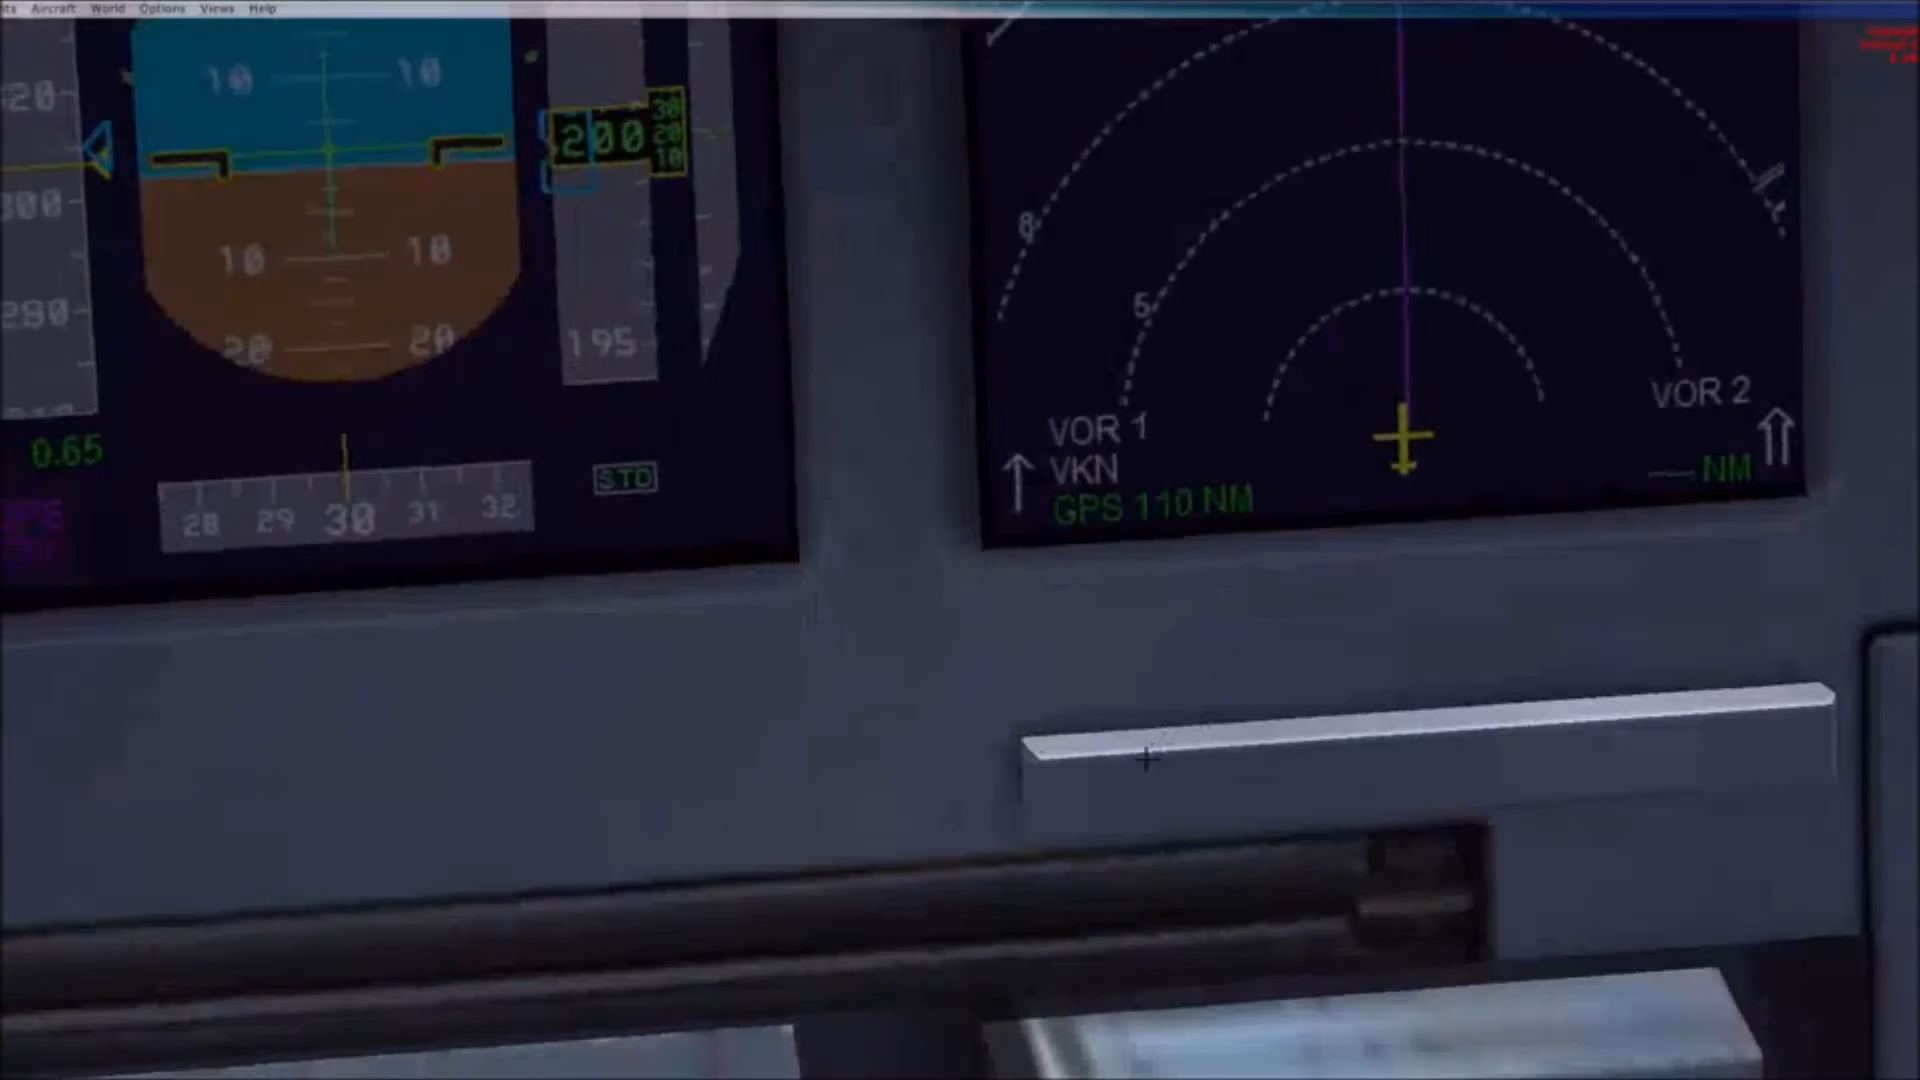 Aircraft World Options Views Help
10 10
10 10
20 20
300
280
0.65
200
30
20
10
195
STD
28 29 30 31 32
8
5
VOR 1
VKN
GPS 110 NM
VOR 2
NM